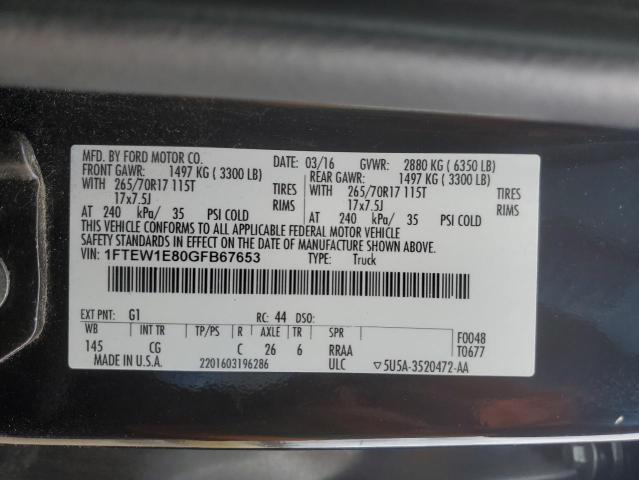 MFG. BY FORD MOTOR CO. DATE: 03/16 GVWR: 2880 KG ( 6350 LB)
FRONT GAWR: 1497 KG ( 3300 LB) REAR GAWR: 1497 KG ( 3300 LB)
WITH 265/70R17 115T TIRES WITH 265/70R17 115T TIRES
17x7.5J RIMS 17x7.5J RIMS
AT 240 kPa/ 35 PSI COLD AT 240 kPa/ 35 PSI COLD
THIS VEHICLE CONFORMS TO ALL APPLICABLE FEDERAL MOTOR VEHICLE
SAFETY STANDARDS IN EFFECT ON THE DATE OF MANUFACTURE SHOWN ABOVE.
VIN: 1FTEW1E80GFB67653 TYPE: Truck
EXT PNT: G1 RC: 44 DSO:
WB INT TR TP/PS R AXLE TR SPR F0048
145 CG C 26 6 RRAA T0677
MADE IN U.S.A. 2201603196286 ULC ▽5U5A-3520472-AA